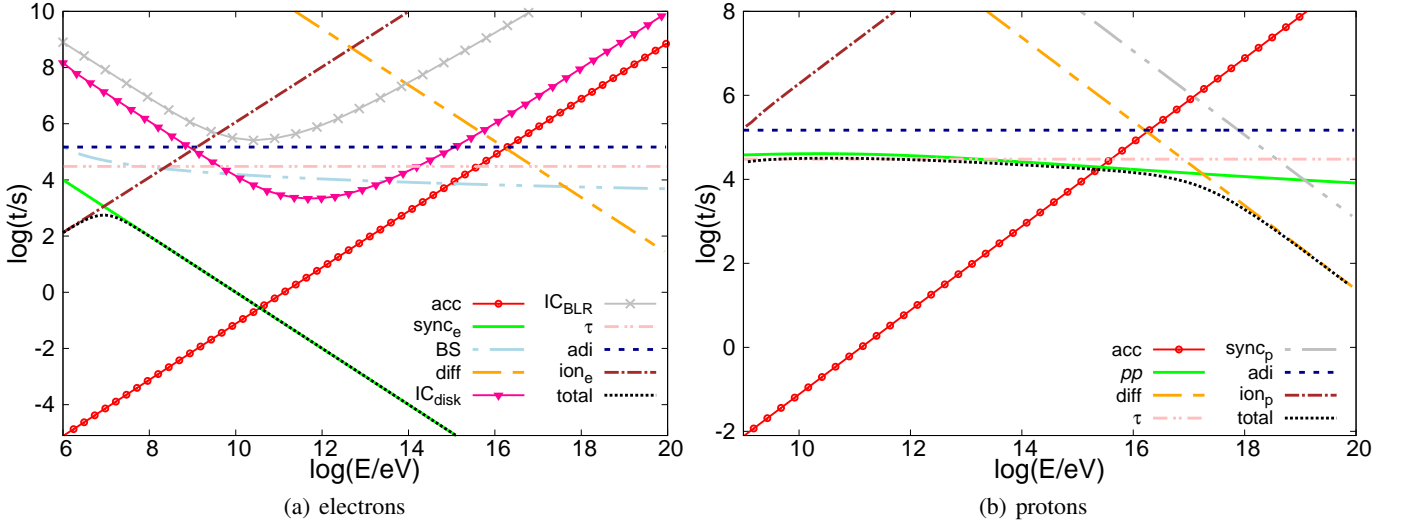 10
8
6
4
2
0
-2
-4
6 8 10 12 14 16 18 20
log(t/s)
log(E/eV)
acc
sync_e
BS
diff
IC_disk
IC_BLR
τ
adi
ion_e
total
(a) electrons
8
6
4
2
0
-2
10 12 14 16 18 20
log(t/s)
log(E/eV)
acc
pp
diff
τ
sync_p
adi
ion_p
total
(b) protons